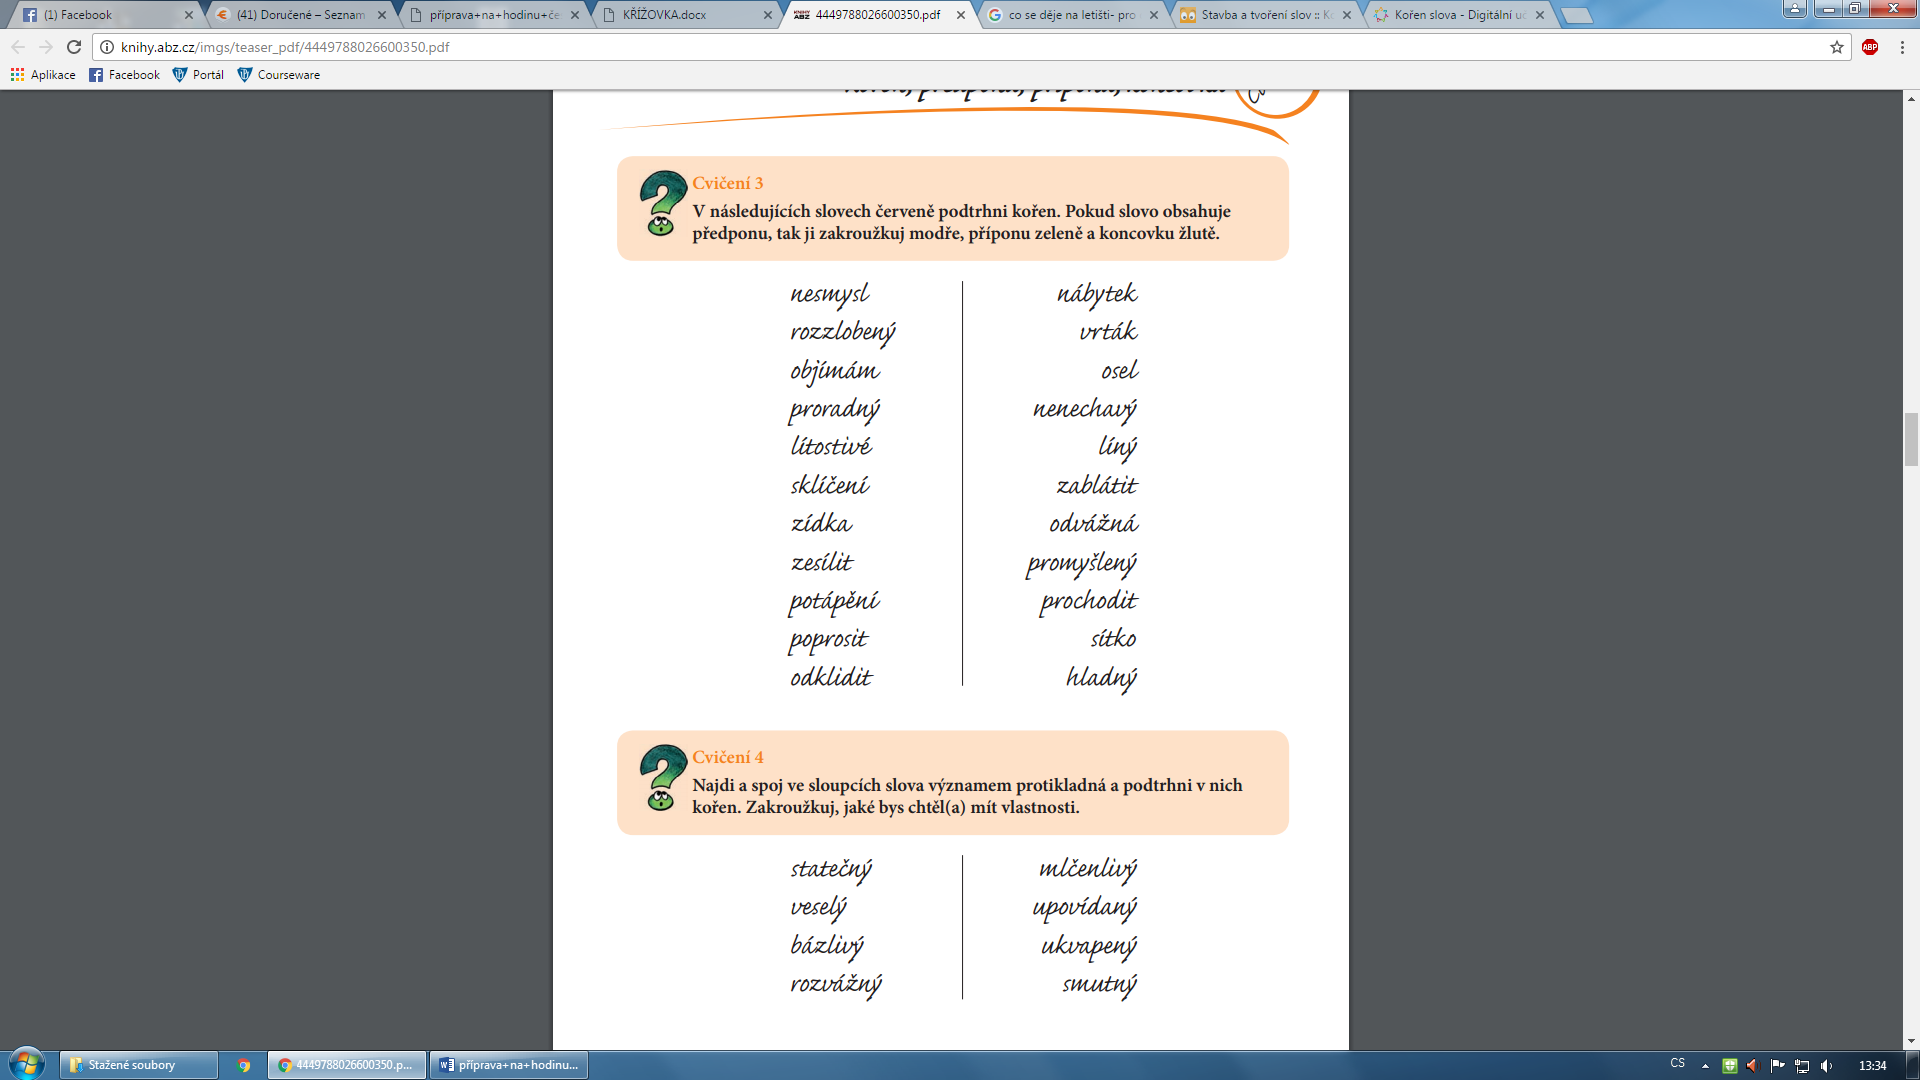 (1) Facebook
(41) Doručené – Seznam
příprava+na+hodinu+če
KŘÍŽOVKA.docx
4449788026600350.pdf
co se děje na letišti- pro
Stavba a tvoření slov :: K
Kořen slova - Digitální u
knihy.abz.cz/imgs/teaser_pdf/4449788026600350.pdf
ABP
Aplikace
Facebook
Portál
Courseware
Cvičení 3
V následujících slovech červeně podtrhni kořen. Pokud slovo obsahuje
předponu, tak ji zakroužkuj modře, příponu zeleně a koncovku žlutě.
nesmysl
rozzlobený
objímám
proradný
lítostivé
sklíčení
zídka
zesílit
potápění
poprosit
odklidit
nábytek
vrták
osel
nenechavý
líný
zablátit
odvážná
promyšlený
prochodit
sítko
hladný
Cvičení 4
Najdi a spoj ve sloupcích slova významem protikladná a podtrhni v nich
kořen. Zakroužkuj, jaké bys chtěl(a) mít vlastnosti.
statečný
veselý
bázlivý
rozvážný
mlčenlivý
upovídaný
ukvapený
smutný
Stažené soubory
4449788026600350.p...
příprava+na+hodinu...
CS
13:34